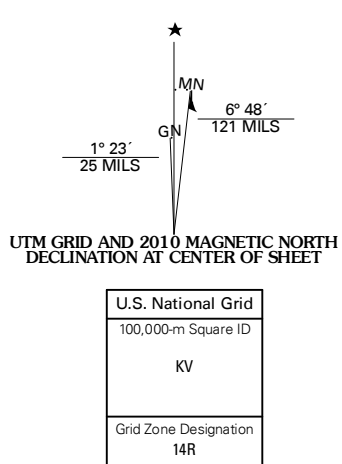 ★
MN
6° 48´
121 MILS
GN
1° 23´
25 MILS
UTM GRID AND 2010 MAGNETIC NORTH
DECLINATION AT CENTER OF SHEET
U.S. National Grid
100,000-m Square ID
KV
Grid Zone Designation
14R